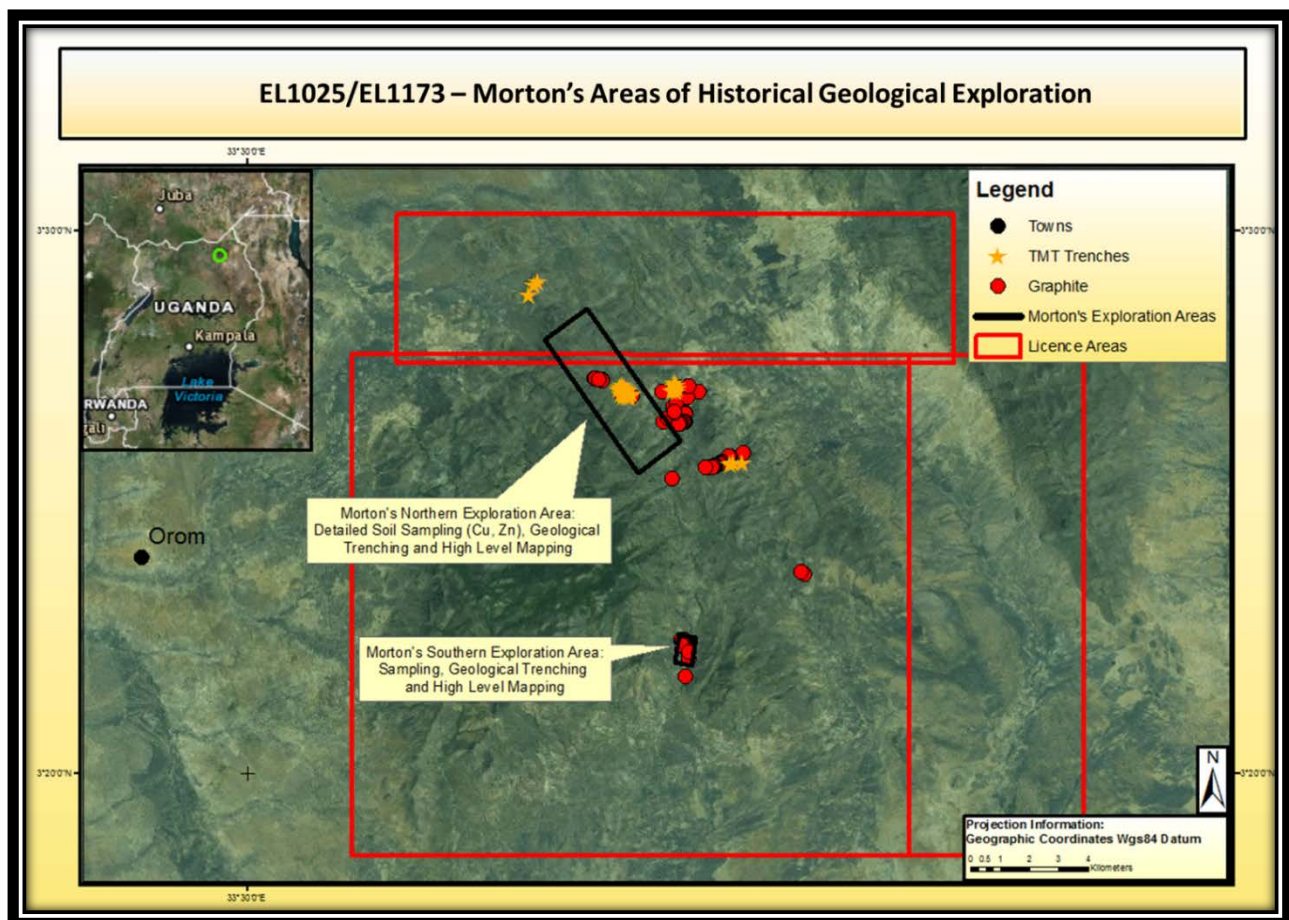 EL1025/EL1173 – Morton's Areas of Historical Geological Exploration
33°30'0"E
Juba
UGANDA
Kampala
Lake
Victoria
RWANDA
gali
3°30'0"N
3°30'0"N
Legend
Towns
TMT Trenches
Graphite
Morton's Exploration Areas
Licence Areas
Morton's Northern Exploration Area:
Detailed Soil Sampling (Cu, Zn), Geological
Trenching and High Level Mapping
Orom
Morton's Southern Exploration Area:
Sampling, Geological Trenching
and High Level Mapping
N
3°20'0"N
3°20'0"N
Projection Information:
Geographic Coordinates Wgs84 Datum
0 0.5 1 2 3 4
Kilometers
33°30'0"E